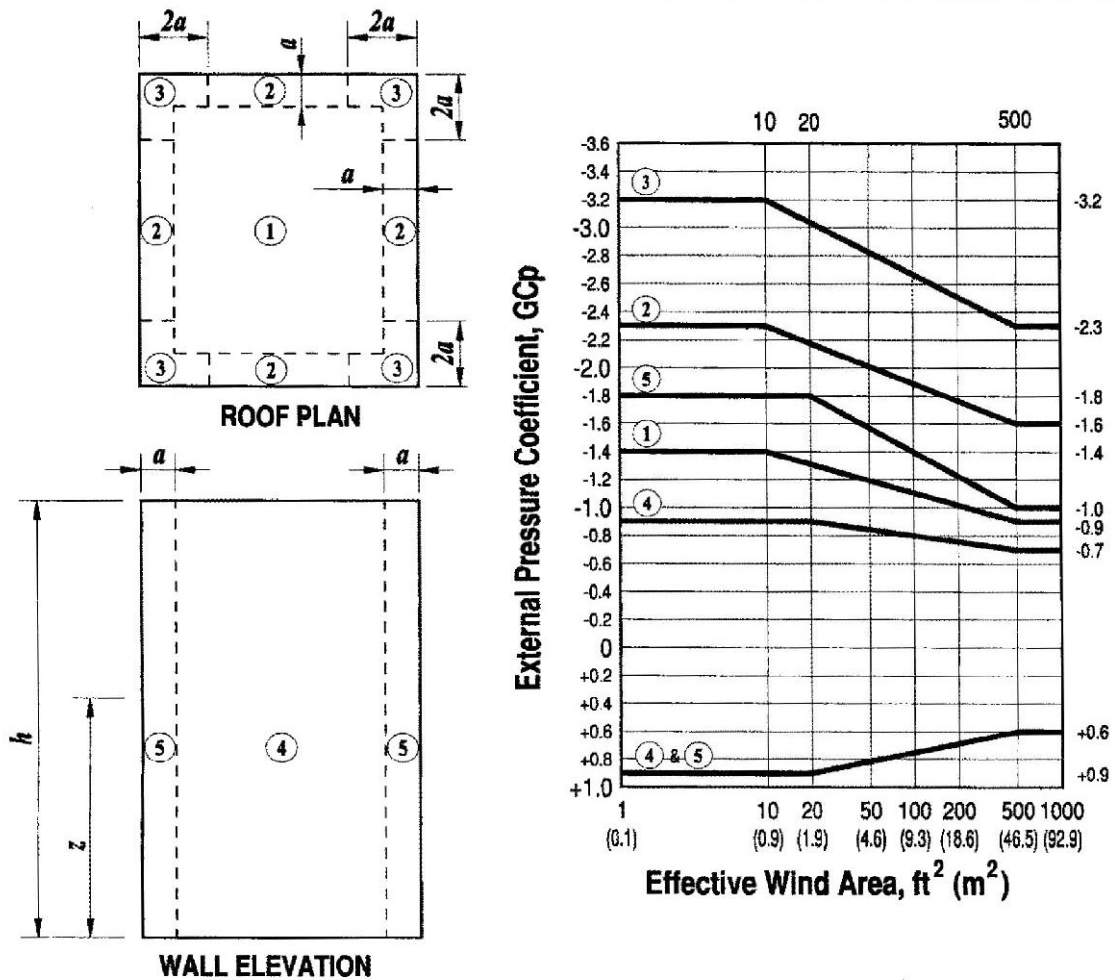 2a 2a
a
3 2 3
2a
a
2 1 2
2a
3 2 3
ROOF PLAN
a a
h
z
5 4 5
WALL ELEVATION
External Pressure Coefficient, GCp
10 20 500
-3.6
-3.4
-3.2
-3.0
-2.8
-2.6
-2.4
-2.2
-2.0
-1.8
-1.6
-1.4
-1.2
-1.0
-0.8
-0.6
-0.4
-0.2
0
+0.2
+0.4
+0.6
+0.8
+1.0
3
2
5
1
4
4 & 5
-3.2
-2.3
-1.8
-1.6
-1.4
-1.0
-0.9
-0.7
+0.6
+0.9
1 10 20 50 100 200 500 1000
(0.1) (0.9) (1.9) (4.6) (9.3) (18.6) (46.5) (92.9)
Effective Wind Area, ft² (m²)